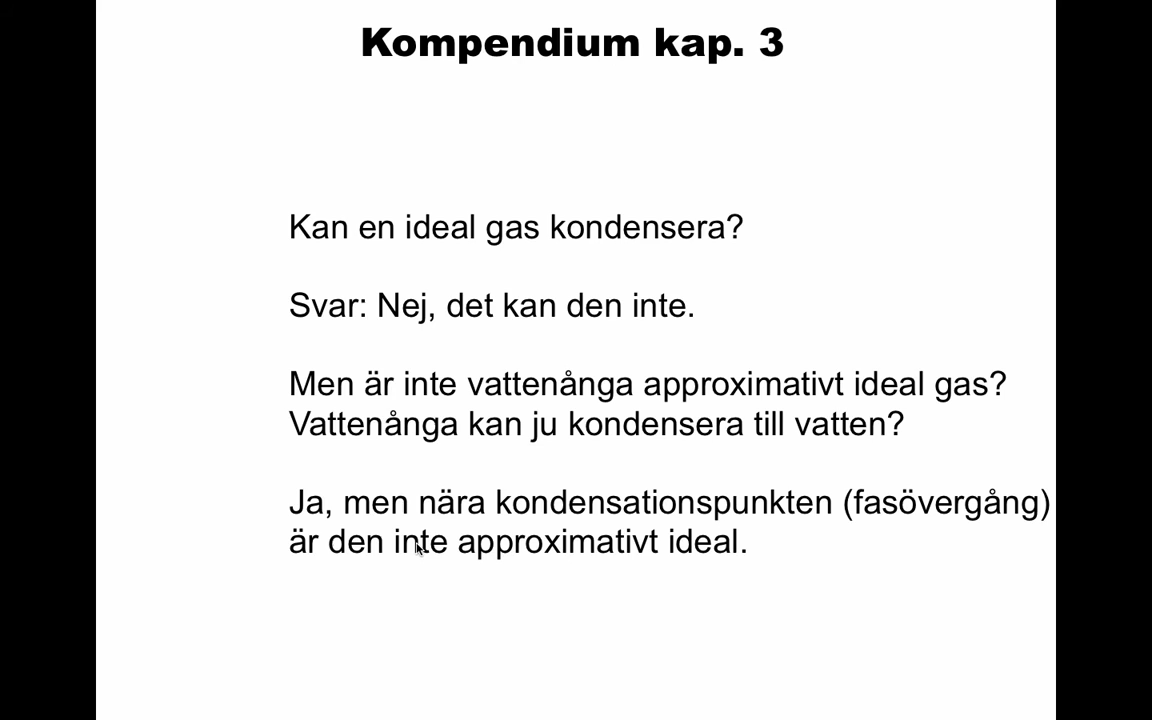 Kompendium kap. 3
Kan en ideal gas kondensera?
Svar: Nej, det kan den inte.
Men är inte vattenånga approximativt ideal gas?
Vattenånga kan ju kondensera till vatten?
Ja, men nära kondensationspunkten (fasövergång)
är den inte approximativt ideal.